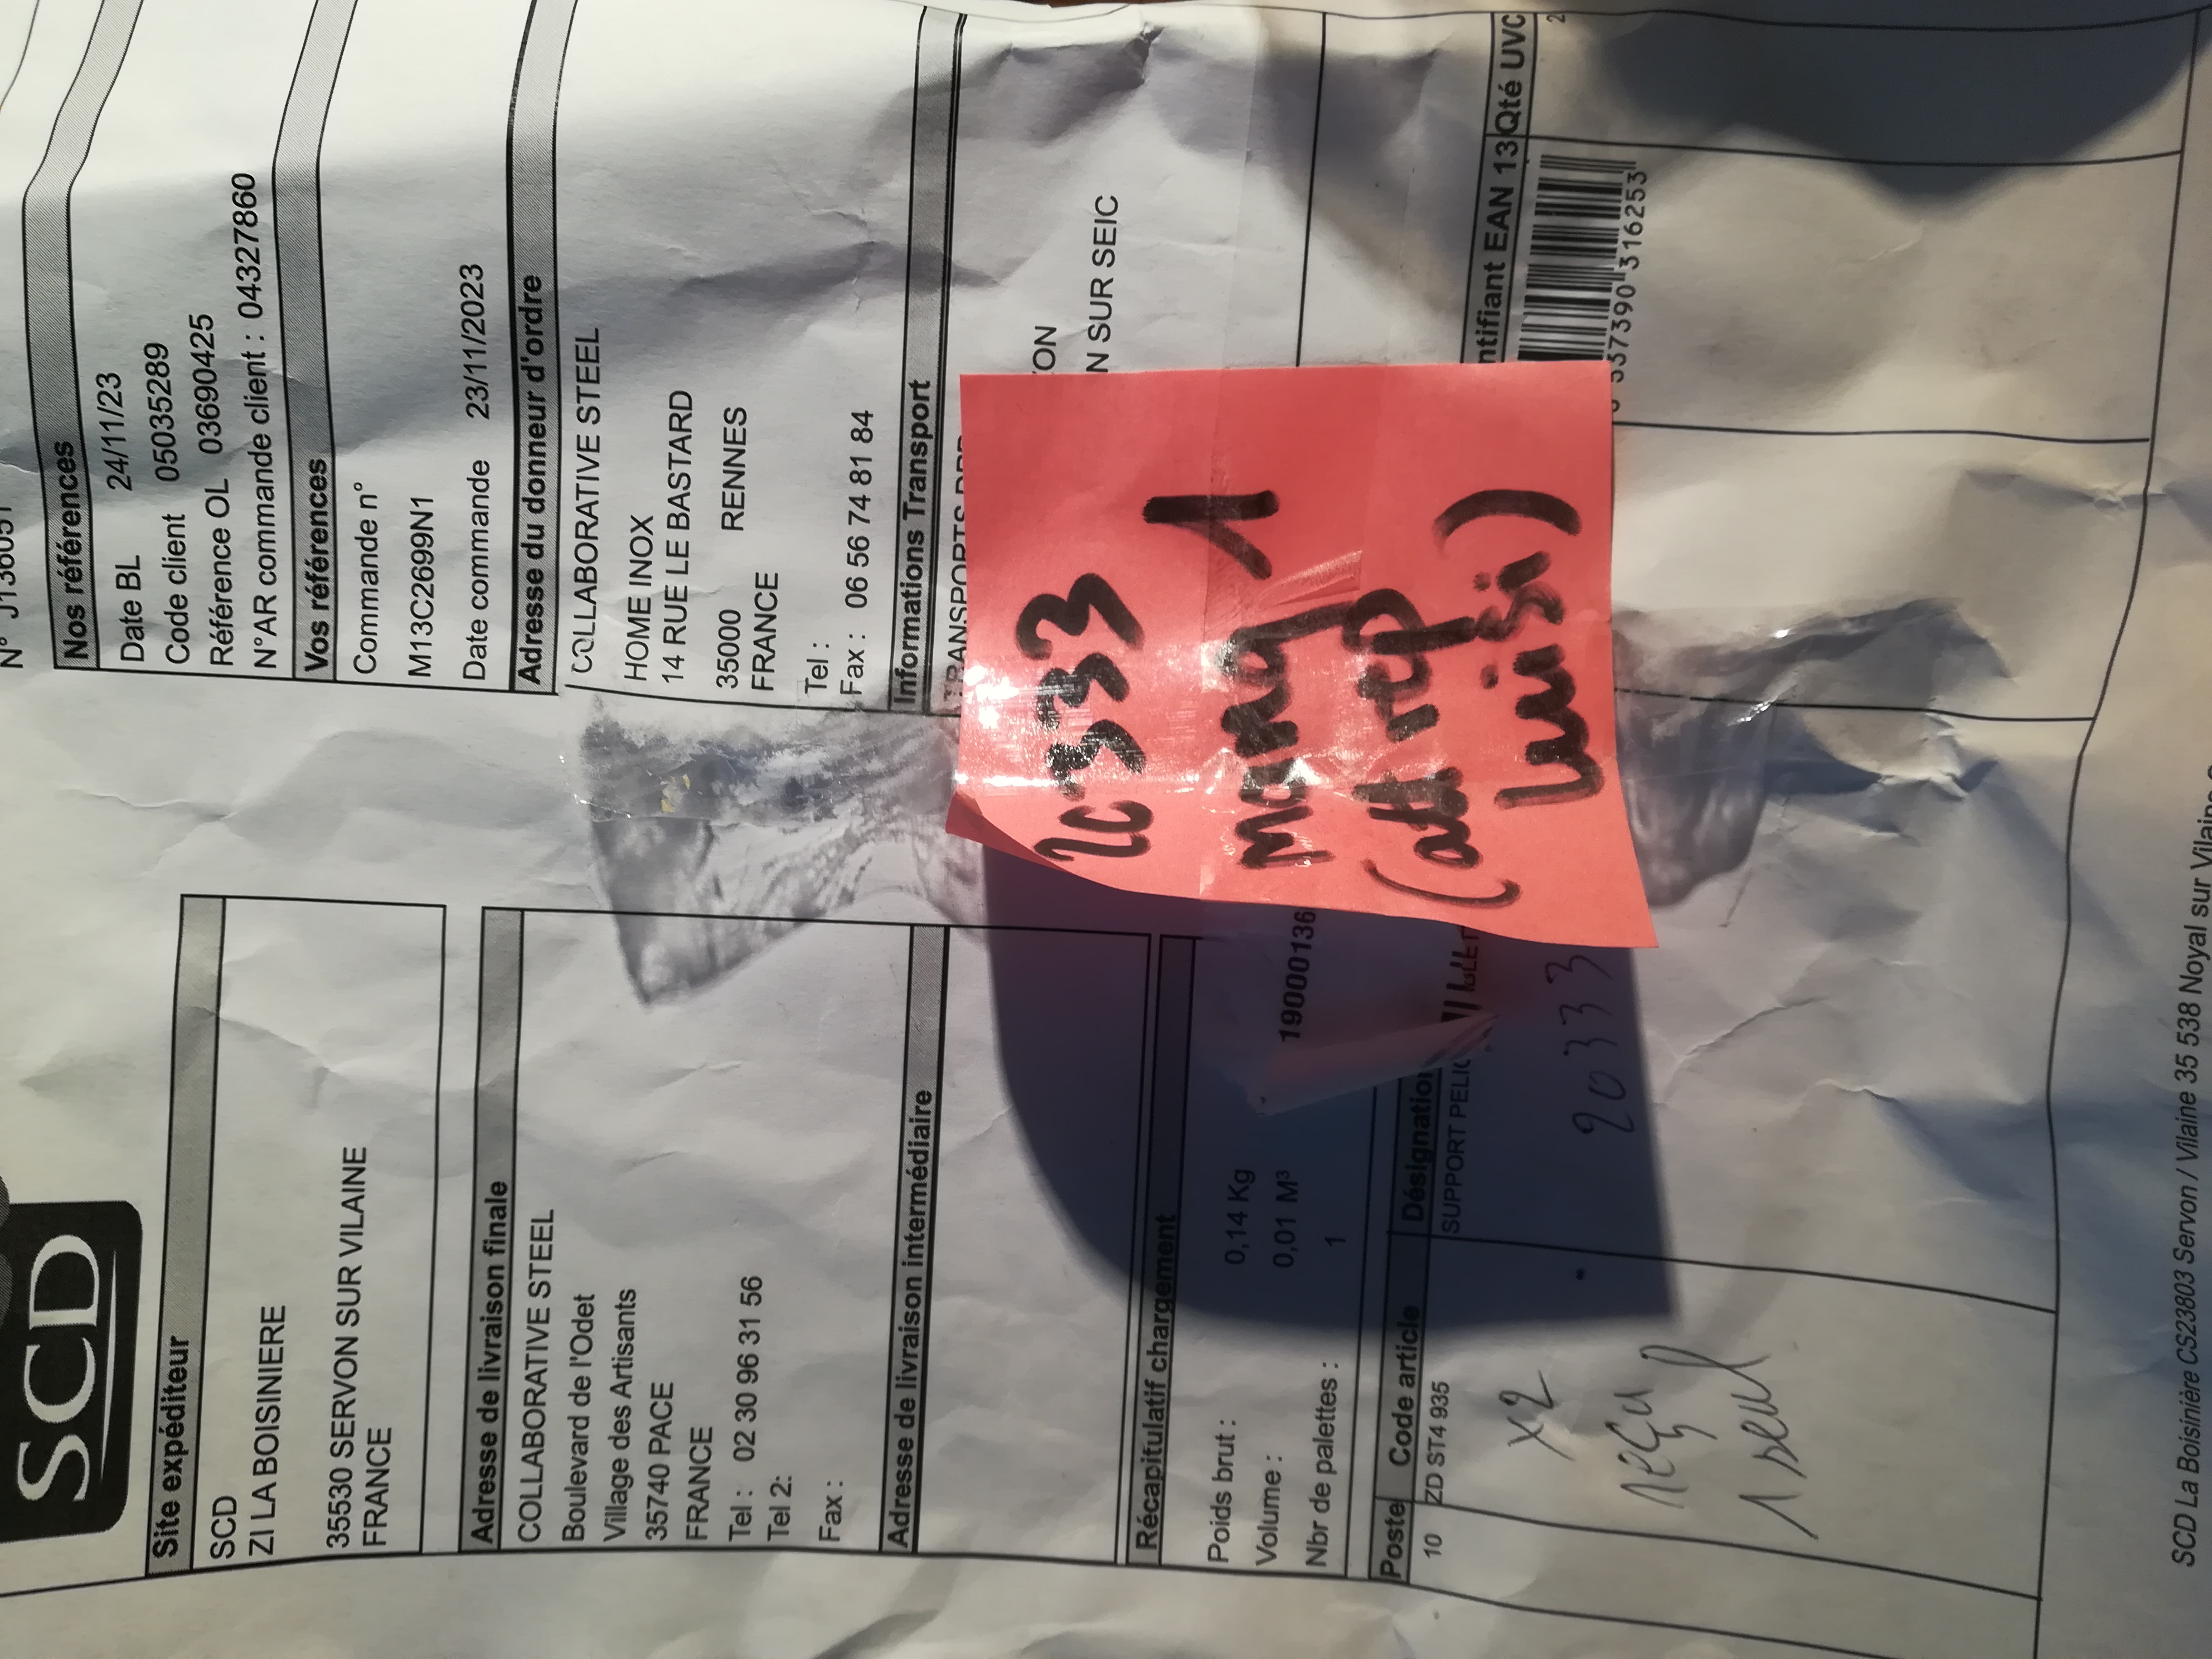 SCD
Site expéditeur
SCD
ZI LA BOISINIERE
35530 SERVON SUR VILAINE
FRANCE
Adresse de livraison finale
COLLABORATIVE STEEL
Boulevard de l'Odet
Village des Artisants
35740 PACE
FRANCE
Tel : 02 30 96 31 56
Tel 2:
Fax :
Adresse de livraison intermédiaire
N°
Nos références
Date BL 24/11/23
Code client 05035289
Référence OL 03690425
N°AR commande client : 04327860
Vos références
Commande n°
M13C2699N1
Date commande 23/11/2023
Adresse du donneur d'ordre
COLLABORATIVE STEEL
HOME INOX
14 RUE LE BASTARD
35000 RENNES
FRANCE
Tel :
Fax : 06 56 74 81 84
Informations Transport
TRANSPORTS
N SUR SEIC
Récapitulatif chargement
Poids brut : 0,14 Kg
Volume : 0,01 M³
Nbr de palettes : 1
19000136
2c333
manq 1
(att rep
luisi)
Poste Code article Désignation EAN 13 Qté UVC
10 ZD ST4 935 SUPPORT 2
737390 316253
x2
20333
reçu
1 seul
SCD La Boisinière CS23803 Servon / Vilaine 35 538 Noyal sur Vilaine